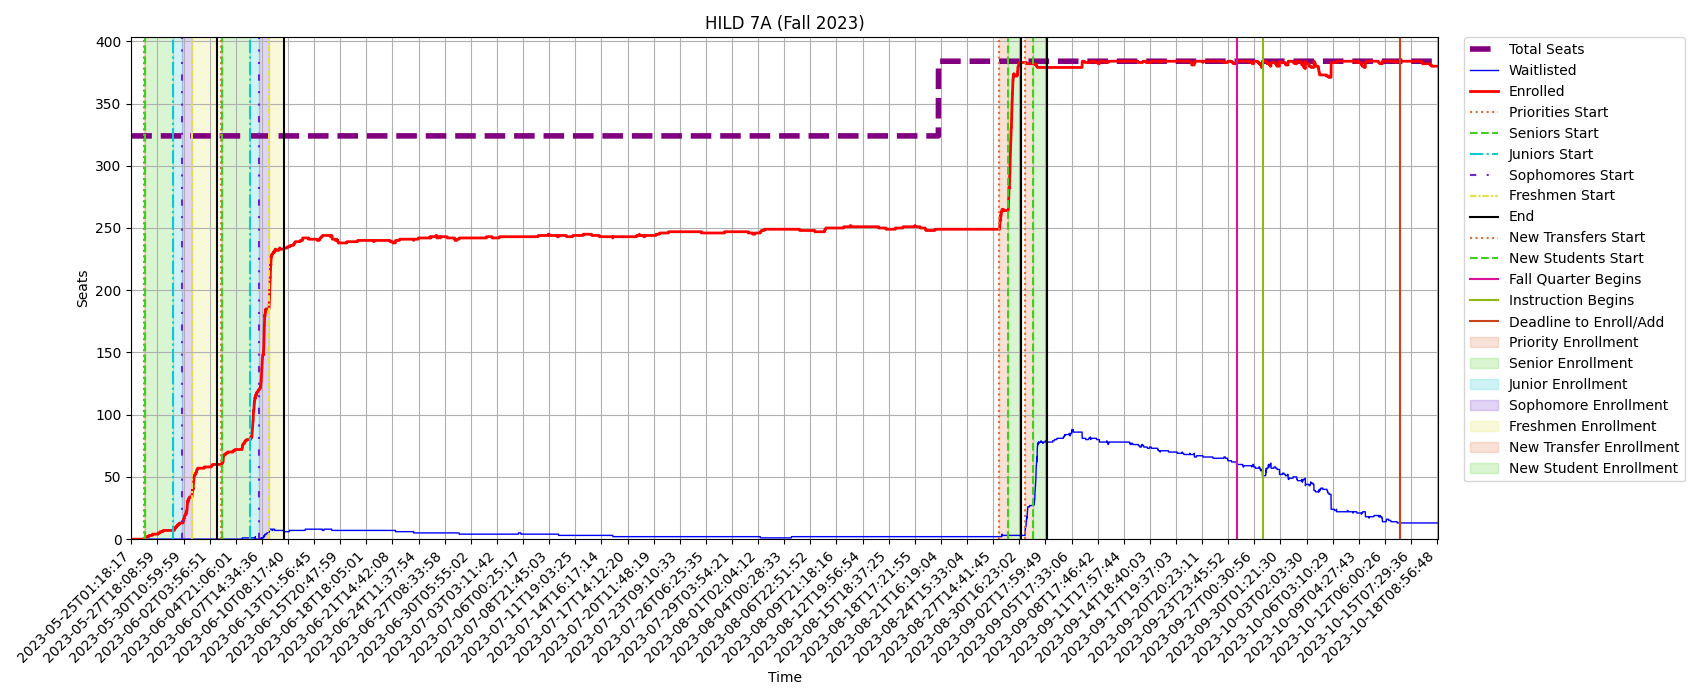 HILD 7A (Fall 2023)
Seats
400
350
300
250
200
150
100
50
0
2023-05-25T01:18:17
2023-05-27T18:08:59
2023-05-30T10:59:59
2023-06-02T03:56:51
2023-06-04T21:06:01
2023-06-07T14:34:36
2023-06-10T08:17:40
2023-06-13T01:56:45
2023-06-15T20:47:59
2023-06-18T18:05:01
2023-06-21T14:42:08
2023-06-24T11:37:54
2023-06-27T08:33:58
2023-06-30T05:55:02
2023-07-03T03:11:42
2023-07-06T00:25:17
2023-07-08T21:45:03
2023-07-11T19:03:25
2023-07-14T16:17:14
2023-07-17T14:12:20
2023-07-20T11:48:19
2023-07-23T09:10:33
2023-07-26T06:25:35
2023-07-29T03:54:21
2023-08-01T02:04:12
2023-08-04T00:28:33
2023-08-06T22:51:52
2023-08-09T21:18:16
2023-08-12T19:56:54
2023-08-15T18:37:25
2023-08-18T17:21:55
2023-08-21T16:19:04
2023-08-24T15:33:04
2023-08-27T14:41:45
2023-08-30T16:23:02
2023-09-02T17:59:49
2023-09-05T17:33:06
2023-09-08T17:46:42
2023-09-11T17:57:44
2023-09-14T18:40:03
2023-09-17T19:37:03
2023-09-20T20:23:11
2023-09-23T23:45:52
2023-09-27T00:30:56
2023-09-30T01:21:30
2023-10-03T02:03:30
2023-10-06T03:10:29
2023-10-09T04:27:43
2023-10-12T06:00:26
2023-10-15T07:29:36
2023-10-18T08:56:48
Time
Total Seats
Waitlisted
Enrolled
Priorities Start
Seniors Start
Juniors Start
Sophomores Start
Freshmen Start
End
New Transfers Start
New Students Start
Fall Quarter Begins
Instruction Begins
Deadline to Enroll/Add
Priority Enrollment
Senior Enrollment
Junior Enrollment
Sophomore Enrollment
Freshmen Enrollment
New Transfer Enrollment
New Student Enrollment